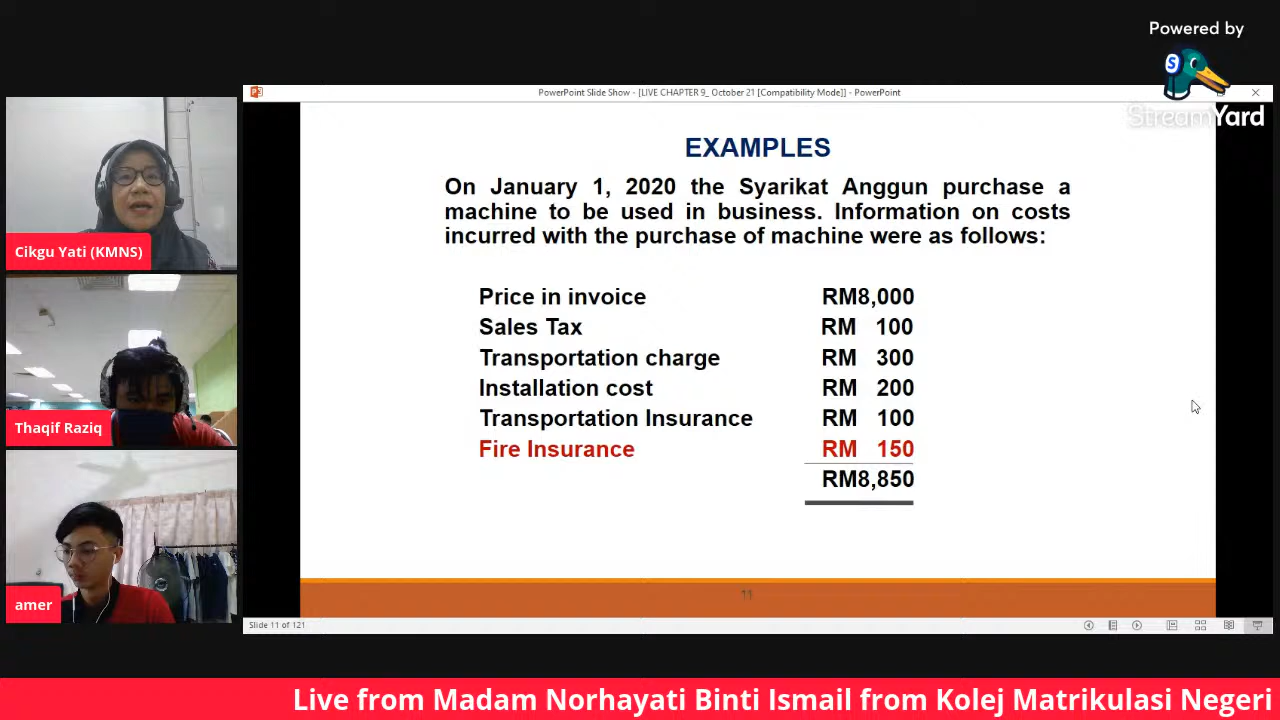 Powered by
StreamYard
PowerPoint Slide Show - [LIVE CHAPTER 9_ October 21 [Compatibility Mode]] - PowerPoint
EXAMPLES
On January 1, 2020 the Syarikat Anggun purchase a
machine to be used in business. Information on costs
incurred with the purchase of machine were as follows:
Price in invoice RM8,000
Sales Tax RM 100
Transportation charge RM 300
Installation cost RM 200
Transportation Insurance RM 100
Fire Insurance RM 150
RM8,850
11
Slide 11 of 121
Cikgu Yati (KMNS)
Thaqif Raziq
amer
Live from Madam Norhayati Binti Ismail from Kolej Matrikulasi Negeri